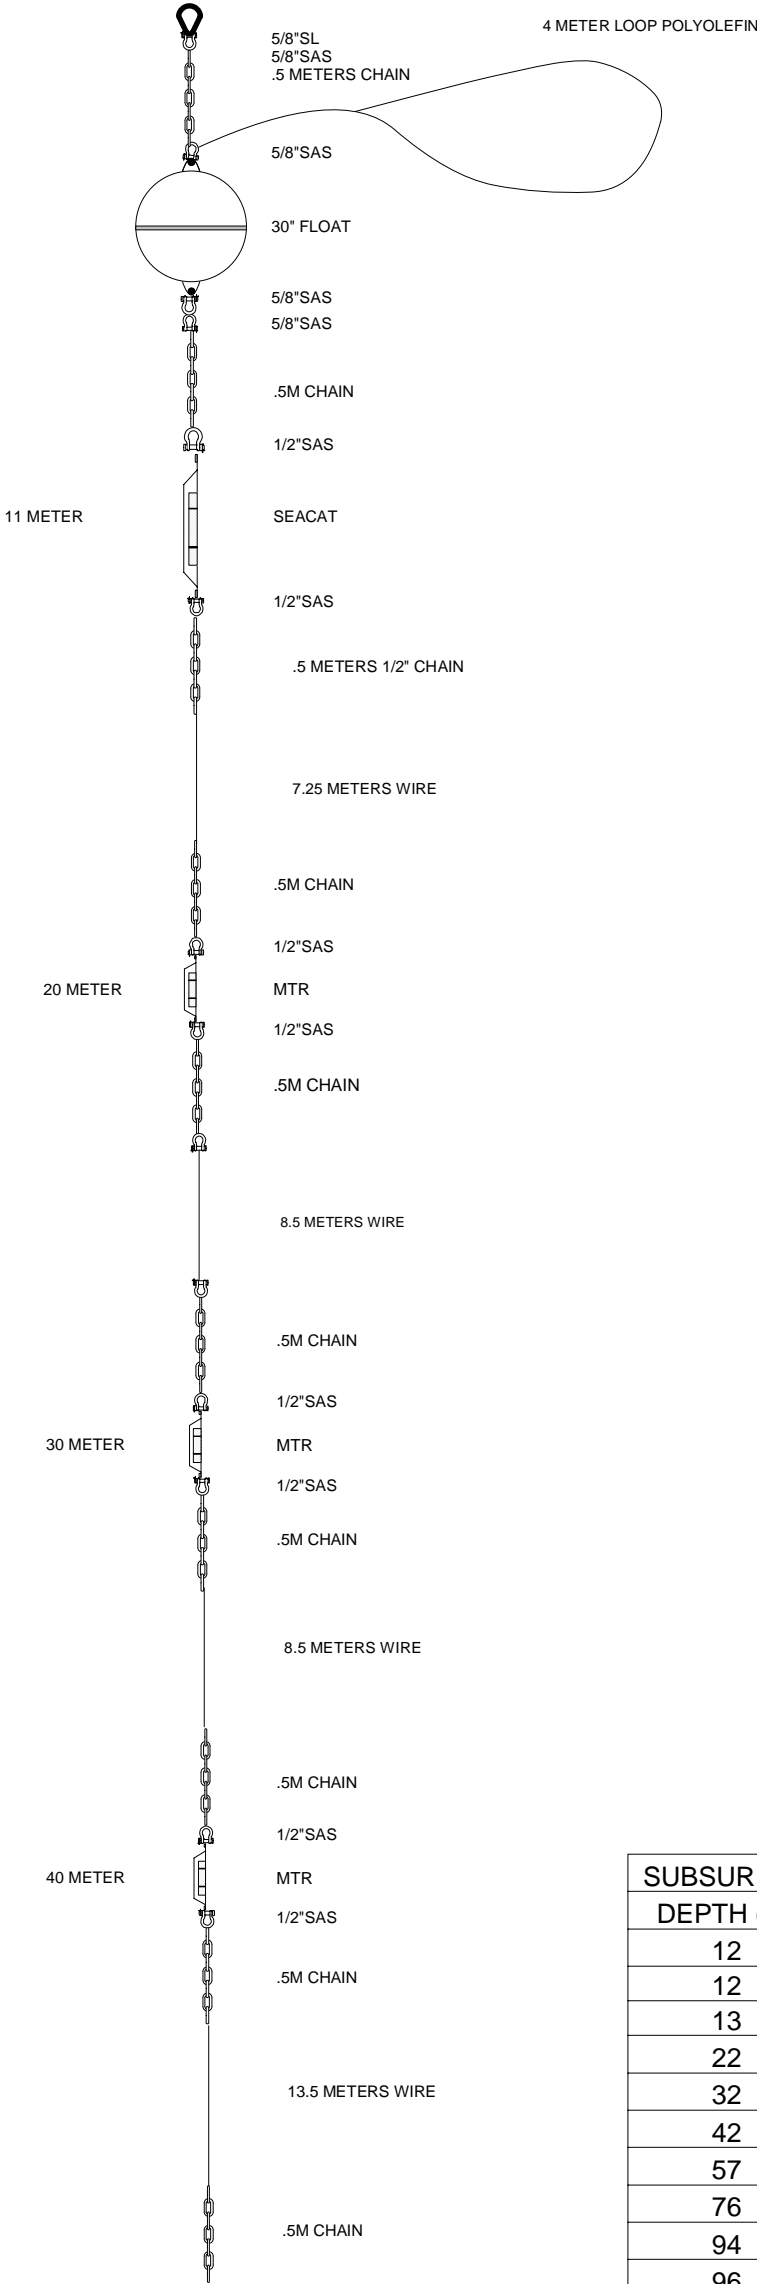 5/8"SL
4 METER LOOP POLYOLEFIN
5/8"SAS
.5 METERS CHAIN
5/8"SAS
30" FLOAT
5/8"SAS
5/8"SAS
.5M CHAIN
1/2"SAS
11 METER SEACAT
1/2"SAS
.5 METERS 1/2" CHAIN
7.25 METERS WIRE
.5M CHAIN
1/2"SAS
20 METER MTR
1/2"SAS
.5M CHAIN
8.5 METERS WIRE
.5M CHAIN
1/2"SAS
30 METER MTR
1/2"SAS
.5M CHAIN
8.5 METERS WIRE
.5M CHAIN
1/2"SAS
40 METER MTR
1/2"SAS
.5M CHAIN
13.5 METERS WIRE
.5M CHAIN
SUBSUR
DEPTH
12
12
13
22
32
42
57
76
94
96